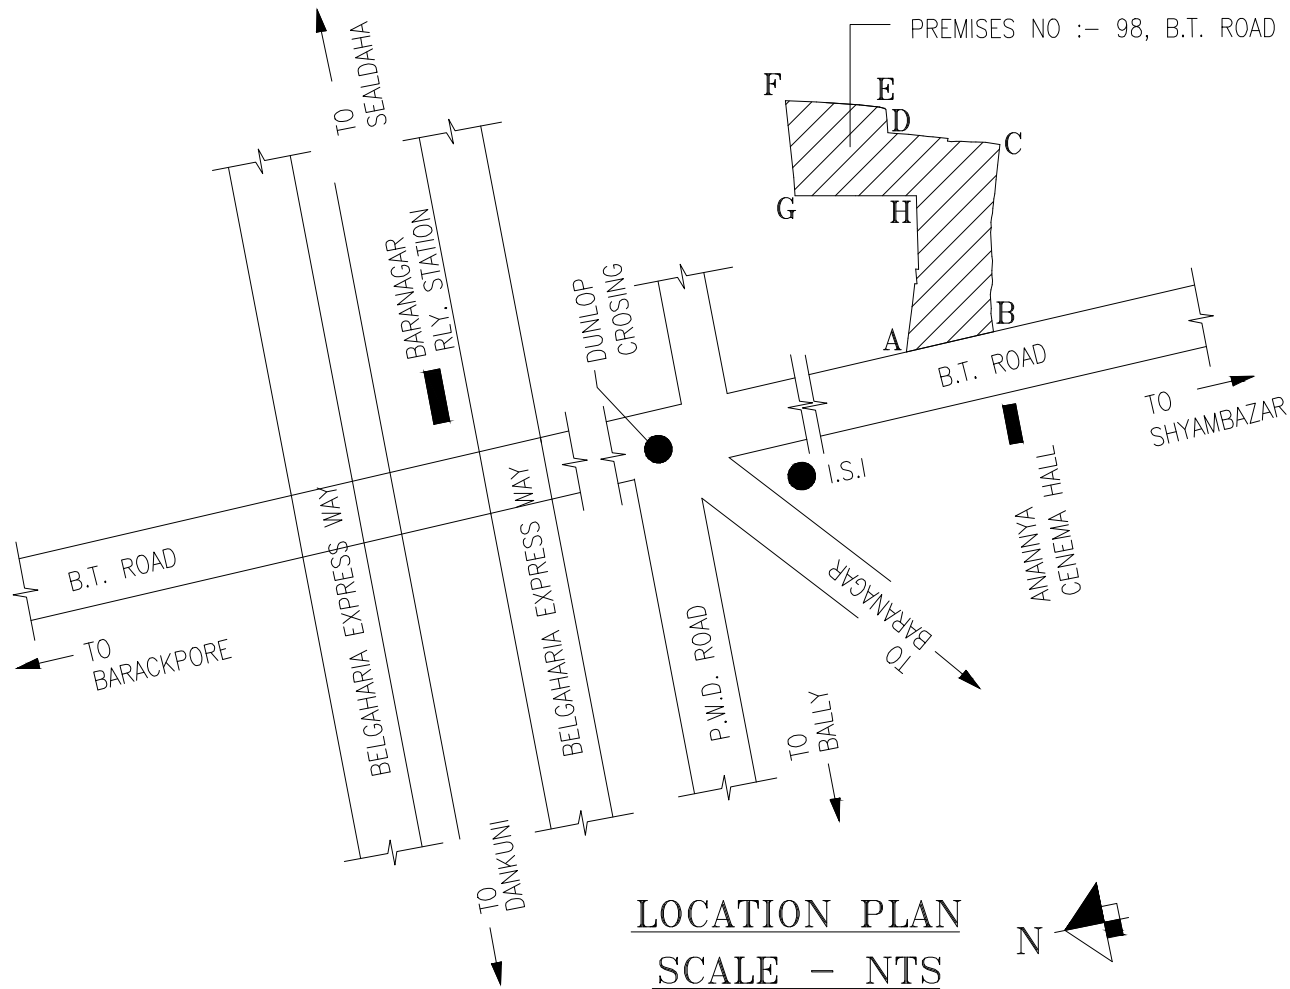 PREMISES NO :- 98, B.T. ROAD
TO
SEALDAHA
F
E
D
C
G
H
A
B
BARANAGAR
RLY. STATION
DUNLOP
CROSING
B.T. ROAD
TO
SHYAMBAZAR
I.S.I
ANANNYA
CENEMA HALL
B.T. ROAD
TO
BARACKPORE
BELGAHARIA EXPRESS WAY
BELGAHARIA EXPRESS WAY
P.W.D. ROAD
TO
BARANAGAR
TO
BALLY
TO
DANKUNI
LOCATION PLAN
SCALE - NTS
N